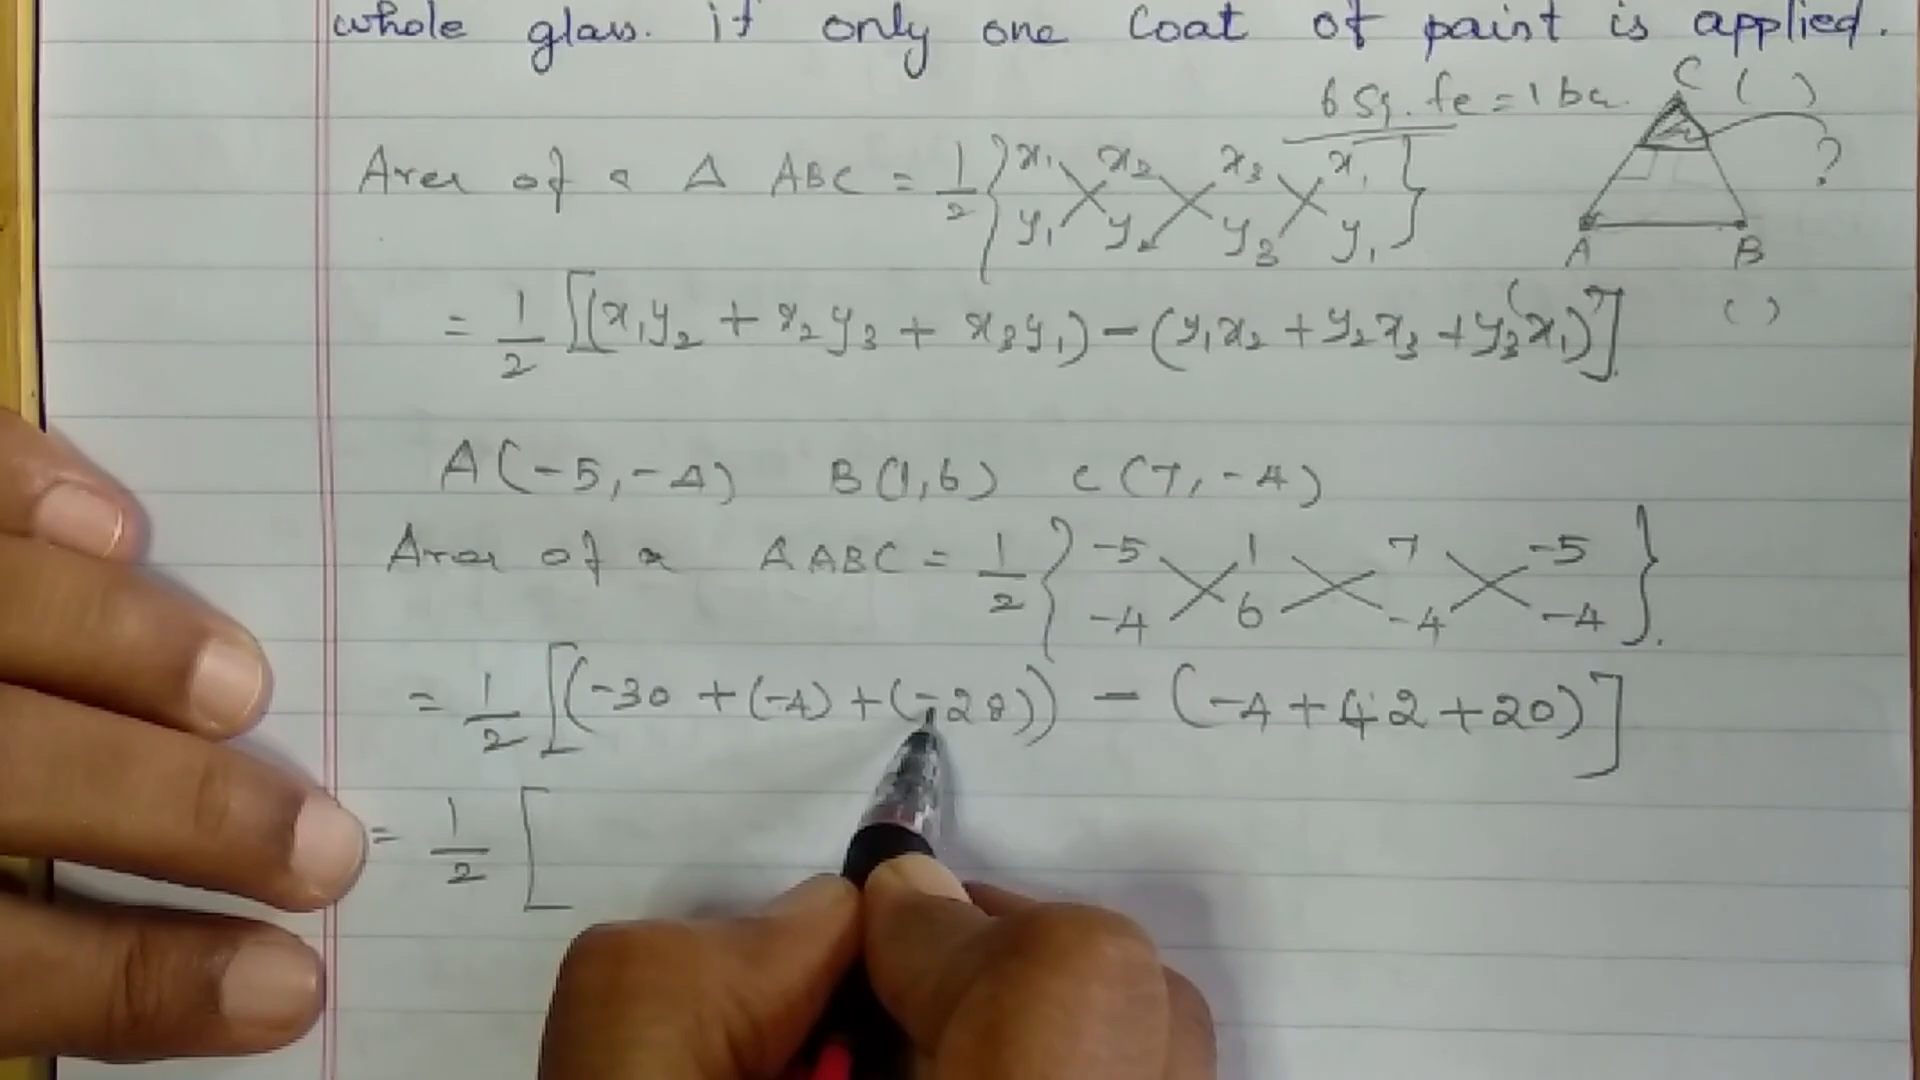 whole glass. if only one coat of paint is applied.
6 Sq. fe = 1 bu.
C ( )
Area of a Δ ABC = 1/2 { x1 x2 x3 x1
y1 y2 y3 y1 }
?
A B
= 1/2 [(x1y2 + x2y3 + x3y1) - (y1x2 + y2x3 + y3x1)]
( ) ( )
A(-5,-4) B(1,6) C(7,-4)
Area of a ΔABC = 1/2 { -5 1 7 -5
-4 6 -4 -4 }.
= 1/2 [(-30 + (-4) + (-28)) - (-4 + 42 + 20)]
= 1/2 [